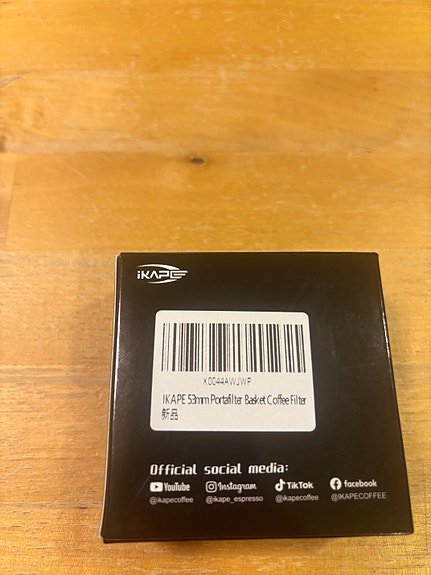 iKAPE
X0044AWJWP
IKAPE 53mm Portafilter Basket Coffee Filter
新品
Official social media:
YouTube Instagram TikTok facebook
@ikapecoffee @ikape_espresso @ikapecoffee @IKAPECOFFEE